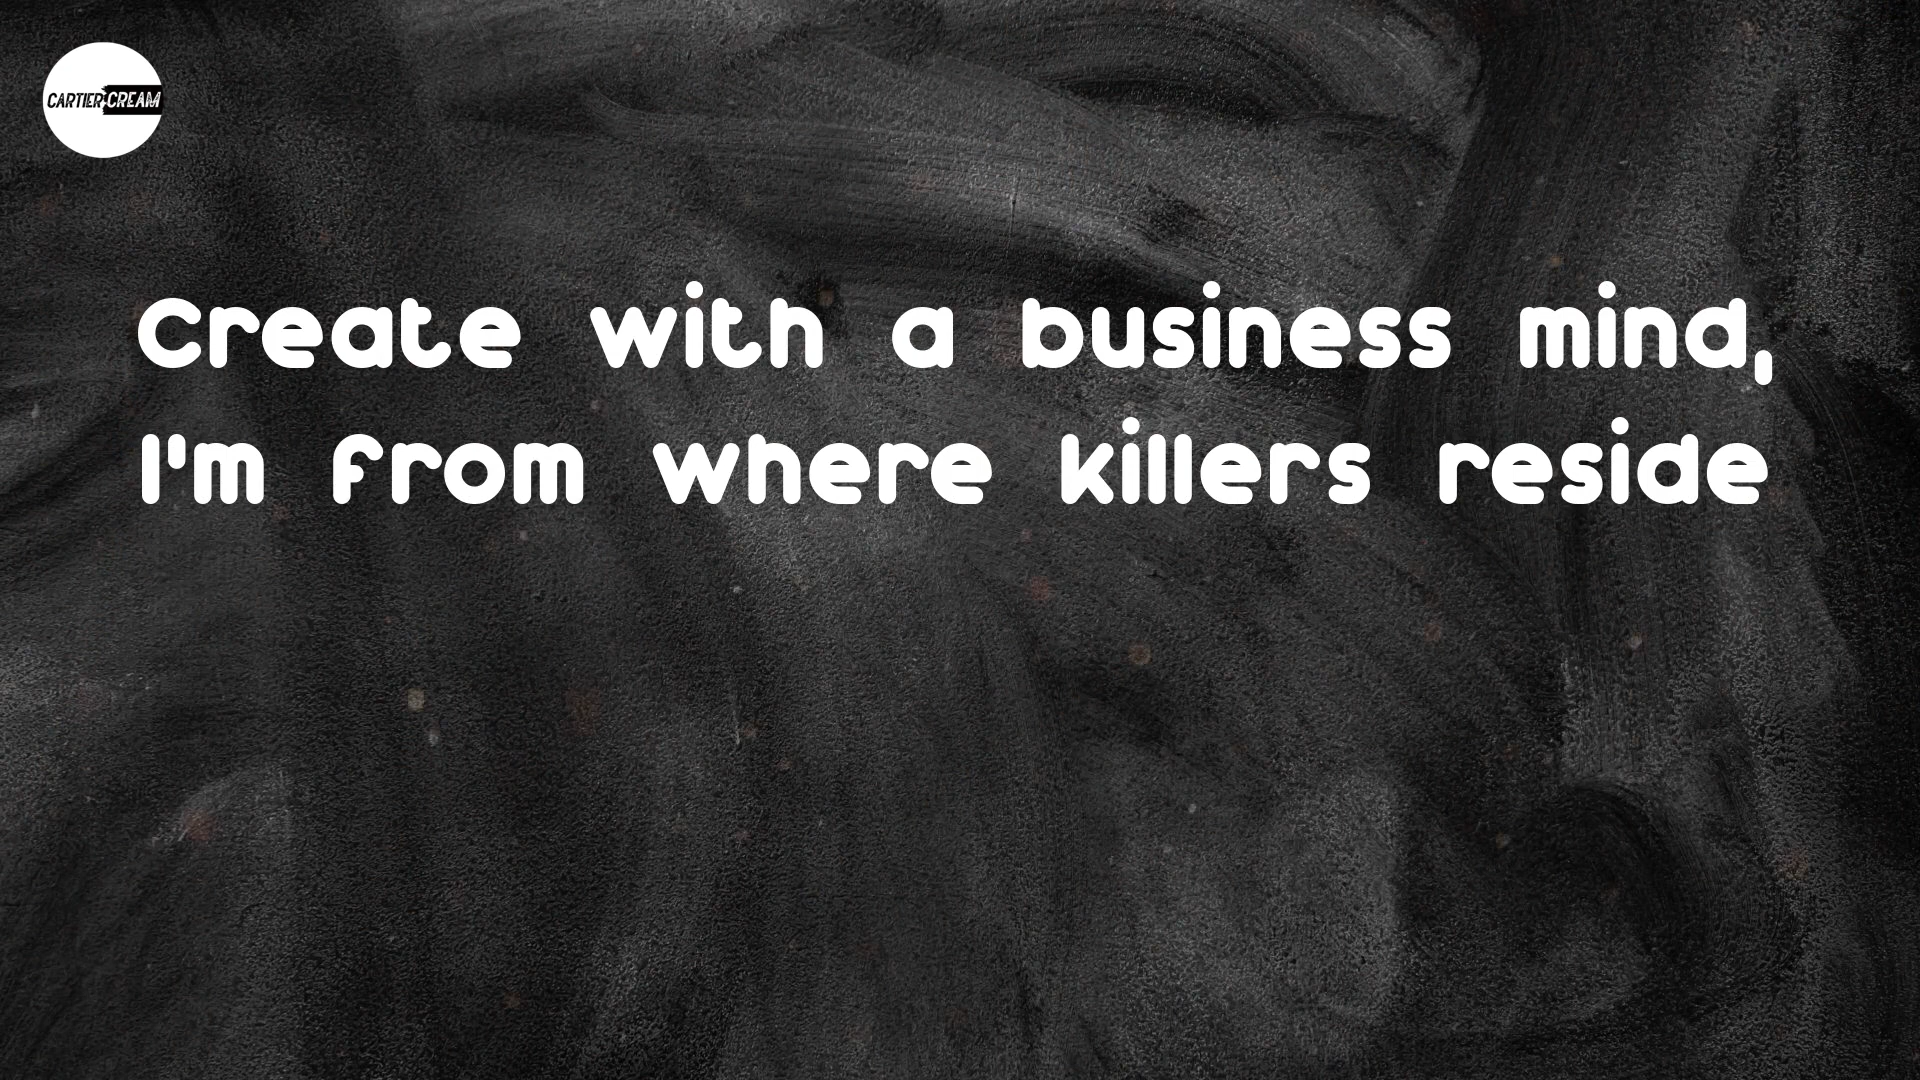 CARTIER CREAM
Create with a business mind,
I'm from where killers reside